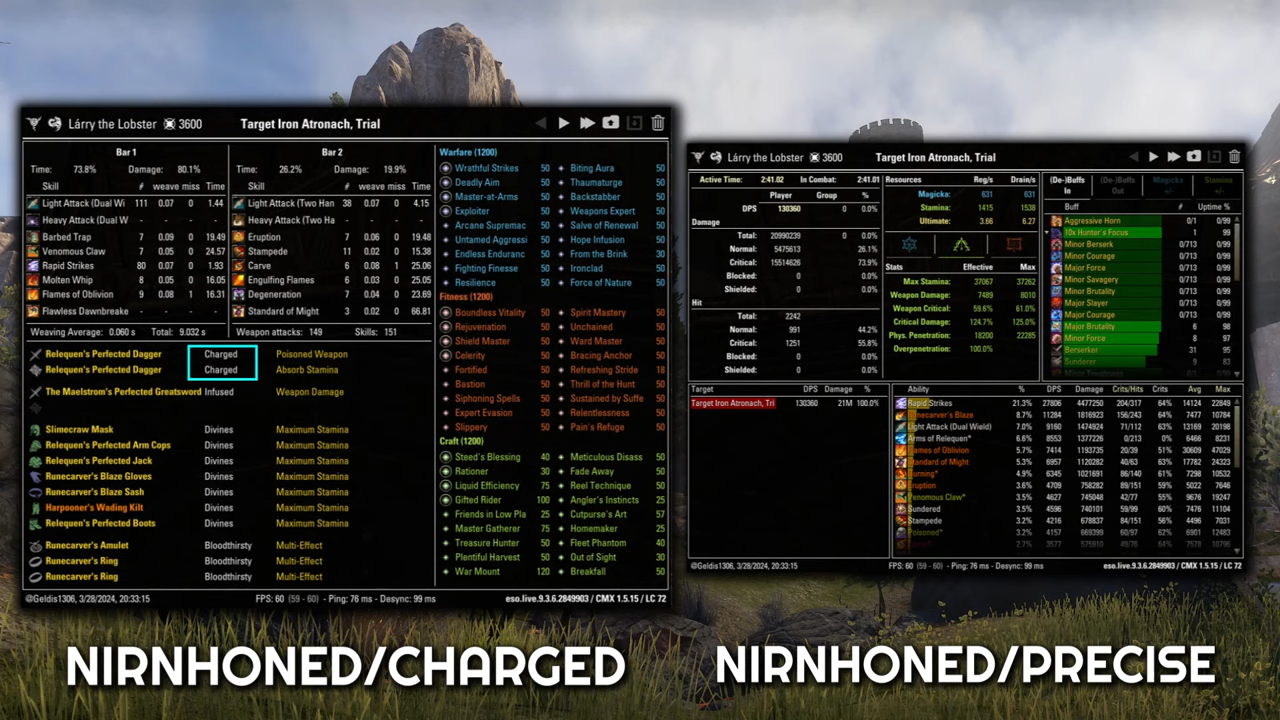 Lárry the Lobster 3600 Target Iron Atronach, Trial
Bar 1 Bar 2
Time: 73.8% Damage: 80.1% Time: 26.2% Damage: 19.9%
Skill # weave miss Time Skill # weave miss Time
Light Attack (Dual Wi 111 0.07 0 1.44 Light Attack (Two Han 38 0.07 0 4.15
Heavy Attack (Dual W - - - - Heavy Attack (Two Ha - - - -
Barbed Trap 7 0.09 0 19.49 Eruption 7 0.06 0 19.48
Venomous Claw 7 0.05 0 24.57 Stampede 11 0.02 0 15.38
Rapid Strikes 80 0.07 0 1.93 Carve 6 0.08 1 25.06
Molten Whip 8 0.05 0 16.05 Engulfing Flames 6 0.03 0 25.05
Flames of Oblivion 9 0.08 1 16.31 Degeneration 7 0.04 0 23.69
Flawless Dawnbreake - - - - Standard of Might 3 0.02 0 66.81
Weaving Average: 0.060 s Total: 9.032 s Weapon attacks: 149 Skills: 151
Relequen's Perfected Dagger Charged Poisoned Weapon
Relequen's Perfected Dagger Charged Absorb Stamina
The Maelstrom's Perfected Greatsword Infused Weapon Damage
Slimecraw Mask Divines Maximum Stamina
Relequen's Perfected Arm Cops Divines Maximum Stamina
Relequen's Perfected Jack Divines Maximum Stamina
Runecarver's Blaze Gloves Divines Maximum Stamina
Runecarver's Blaze Sash Divines Maximum Stamina
Harpooner's Wading Kilt Divines Maximum Stamina
Relequen's Perfected Boots Divines Maximum Stamina
Runecarver's Amulet Bloodthirsty Multi-Effect
Runecarver's Ring Bloodthirsty Multi-Effect
Runecarver's Ring Bloodthirsty Multi-Effect
Warfare (1200)
Wrathful Strikes 50 Biting Aura 50
Deadly Aim 50 Thaumaturge 50
Master-at-Arms 50 Backstabber 50
Exploiter 50 Weapons Expert 50
Arcane Supremac 50 Salve of Renewal 50
Untamed Aggressi 50 Hope Infusion 50
Endless Enduranc 50 From the Brink 50
Fighting Finesse 50 Ironclad 50
Resilience 50 Force of Nature 50
Fitness (1200)
Boundless Vitality 50 Spirit Mastery 50
Rejuvenation 50 Unchained 50
Shield Master 50 Ward Master 50
Celerity 50 Bracing Anchor 50
Fortified 50 Refreshing Stride 18
Bastion 50 Thrill of the Hunt 50
Siphoning Spells 50 Sustained by Suffe 50
Expert Evasion 50 Relentlessness 50
Slippery 50 Pain's Refuge 50
Craft (1200)
Steed's Blessing 40 Meticulous Disass 50
Rationer 30 Fade Away 50
Liquid Efficiency 75 Reel Technique 50
Gifted Rider 100 Angler's Instincts 25
Friends in Low Pla 25 Cutpurse's Art 57
Master Gatherer 75 Homemaker 25
Treasure Hunter 50 Fleet Phantom 40
Plentiful Harvest 50 Out of Sight 30
War Mount 120 Breakfall 50
@Geldis1306, 3/28/2024, 20:33:15 FPS: 60 (59 - 60) - Ping: 76 ms - Desync: 99 ms eso.live.9.3.6.2849903 / CMX 1.5.15 / LC 72
Lárry the Lobster 3600 Target Iron Atronach, Trial
Active Time: 2:41.02 In Combat: 2:41.01
Player Group %
DPS 130360 0 0.0%
Damage
Total: 20990239 0 0.0%
Normal: 5475613 26.1%
Critical: 15514626 73.9%
Blocked: 0 0.0%
Shielded: 0 0.0%
Hit
Total: 2242
Normal: 991 44.2%
Critical: 1251 55.8%
Blocked: 0 0.0%
Shielded: 0 0.0%
Resources Reg/s Drain/s
Magicka: 631 631
Stamina: 1415 1538
Ultimate: 3.66 6.27
Stats Effective Max
Max Stamina: 37067 37262
Weapon Damage: 7489 8010
Weapon Critical: 59.6% 61.0%
Critical Damage: 124.7% 125.0%
Phys. Penetration: 18200 22285
Overpenetration: 100.0%
(De-)Buffs In (De-)Buffs Out Magicka +/- Stamina +/-
Buff # Uptime %
Aggressive Horn 0/1 0/99
10x Hunter's Focus 1 99
Minor Berserk 0/713 0/99
Minor Courage 0/713 0/99
Major Force 0/713 0/99
Minor Savagery 0/713 0/99
Minor Brutality 0/713 0/99
Major Slayer 0/713 0/99
Major Courage 0/713 0/99
Major Brutality 6 98
Minor Force 8 97
Berserker 31 95
Sundered 9 83
Target DPS Damage %
Target Iron Atronach, Tri 130360 21M 100.0%
Ability % DPS Damage Crits/Hits Crits Avg Max
Rapid Strikes 21.3% 27806 4477250 204/317 64% 14124 22849
Runecarver's Blaze 8.7% 11284 1816923 156/243 64% 7477 10784
Light Attack (Dual Wield) 7.0% 9160 1474924 71/112 63% 13169 20198
Arms of Relequen* 6.6% 8553 1377226 0/213 0% 6466 8231
Flames of Oblivion 5.7% 7414 1193735 20/39 51% 30609 47029
Standard of Might 5.3% 6957 1120282 40/63 63% 17782 24323
Burning* 4.9% 6345 1021691 86/140 61% 7298 10532
Eruption 3.6% 4709 758282 89/151 59% 5022 7646
Venomous Claw* 3.5% 4627 745048 42/77 55% 9676 19247
Sundered 3.5% 4596 740101 59/99 60% 7476 11104
Stampede 3.2% 4216 678837 84/151 56% 4496 7031
Poisoned* 3.2% 4157 669399 60/97 62% 6901 12483
@Geldis1306, 3/28/2024, 20:33:15 FPS: 60 (59 - 60) - Ping: 76 ms - Desync: 99 ms eso.live.9.3.6.2849903 / CMX 1.5.15 / LC 72
NIRNHONED/CHARGED
NIRNHONED/PRECISE